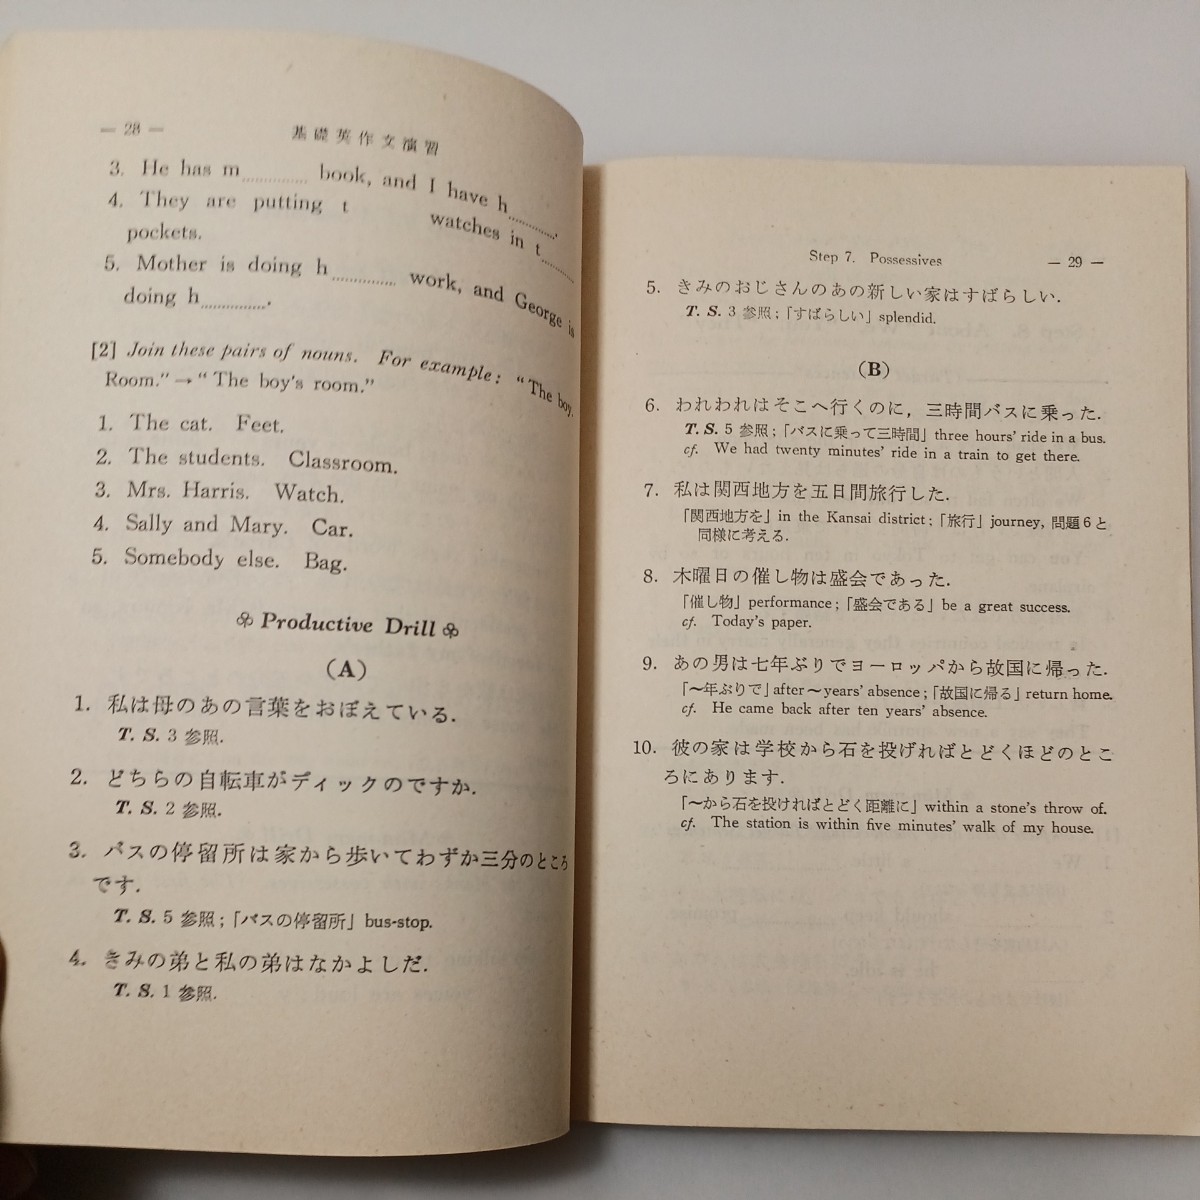 — 28 —
基礎英作文演習
3. He has m............ book, and I have h............
4. They are putting t watches in t............
pockets.
5. Mother is doing h............ work, and George is
doing h.............
[2] Join these pairs of nouns. For example: “The boy.
Room.”→“The boy's room.”
1. The cat. Feet.
2. The students. Classroom.
3. Mrs. Harris. Watch.
4. Sally and Mary. Car.
5. Somebody else. Bag.
Productive Drill
(A)
1. 私は母のあの言葉をおぼえている.
T. S. 3 参照.
2. どちらの自転車がディックのですか.
T. S. 2 参照.
3. バスの停留所は家から歩いてわずか三分のところ
です.
T. S. 5 参照;「バスの停留所」bus-stop.
4. きみの弟と私の弟はなかよしだ.
T. S. 1 参照.
Step 7. Possessives — 29 —
5. きみのおじさんのあの新しい家はすばらしい.
T. S. 3 参照;「すばらしい」splendid.
(B)
6. われわれはそこへ行くのに, 三時間バスに乗った.
T. S. 5 参照;「バスに乗って三時間」three hours' ride in a bus.
cf. We had twenty minutes' ride in a train to get there.
7. 私は関西地方を五日間旅行した.
「関西地方を」in the Kansai district;「旅行」journey, 問題6と
同様に考える.
8. 木曜日の催し物は盛会であった.
「催し物」performance;「盛会である」be a great success.
cf. Today's paper.
9. あの男は七年ぶりでヨーロッパから故国に帰った.
「〜年ぶりで」after〜years' absence;「故国に帰る」return home.
cf. He came back after ten years' absence.
10. 彼の家は学校から石を投げればとどくほどのとこ
ろにあります.
「〜から石を投ければとどく距離に」within a stone's throw of.
cf. The station is within five minutes' walk of my house.